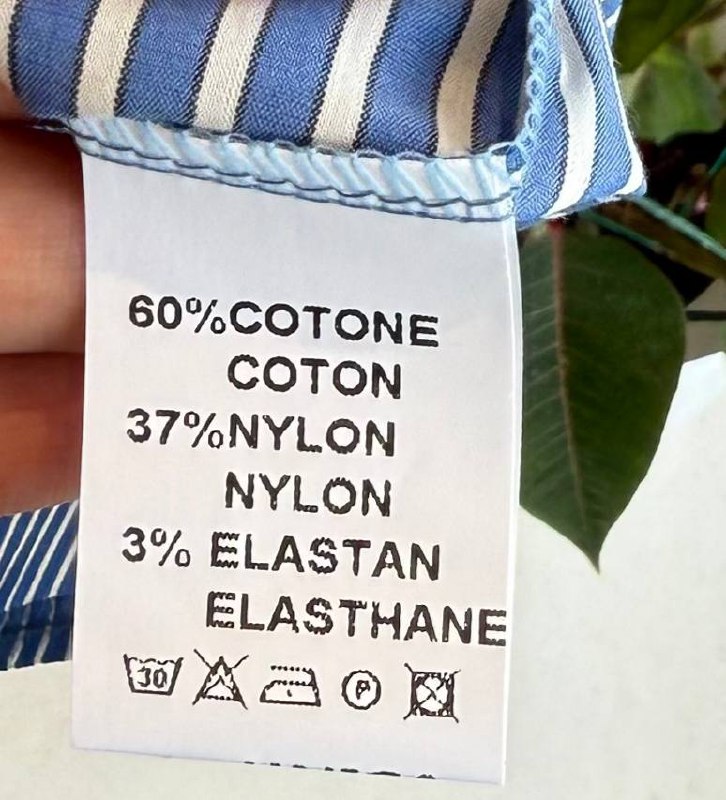 60%COTONE
COTON
37%NYLON
NYLON
3% ELASTAN
ELASTHANE
30 P